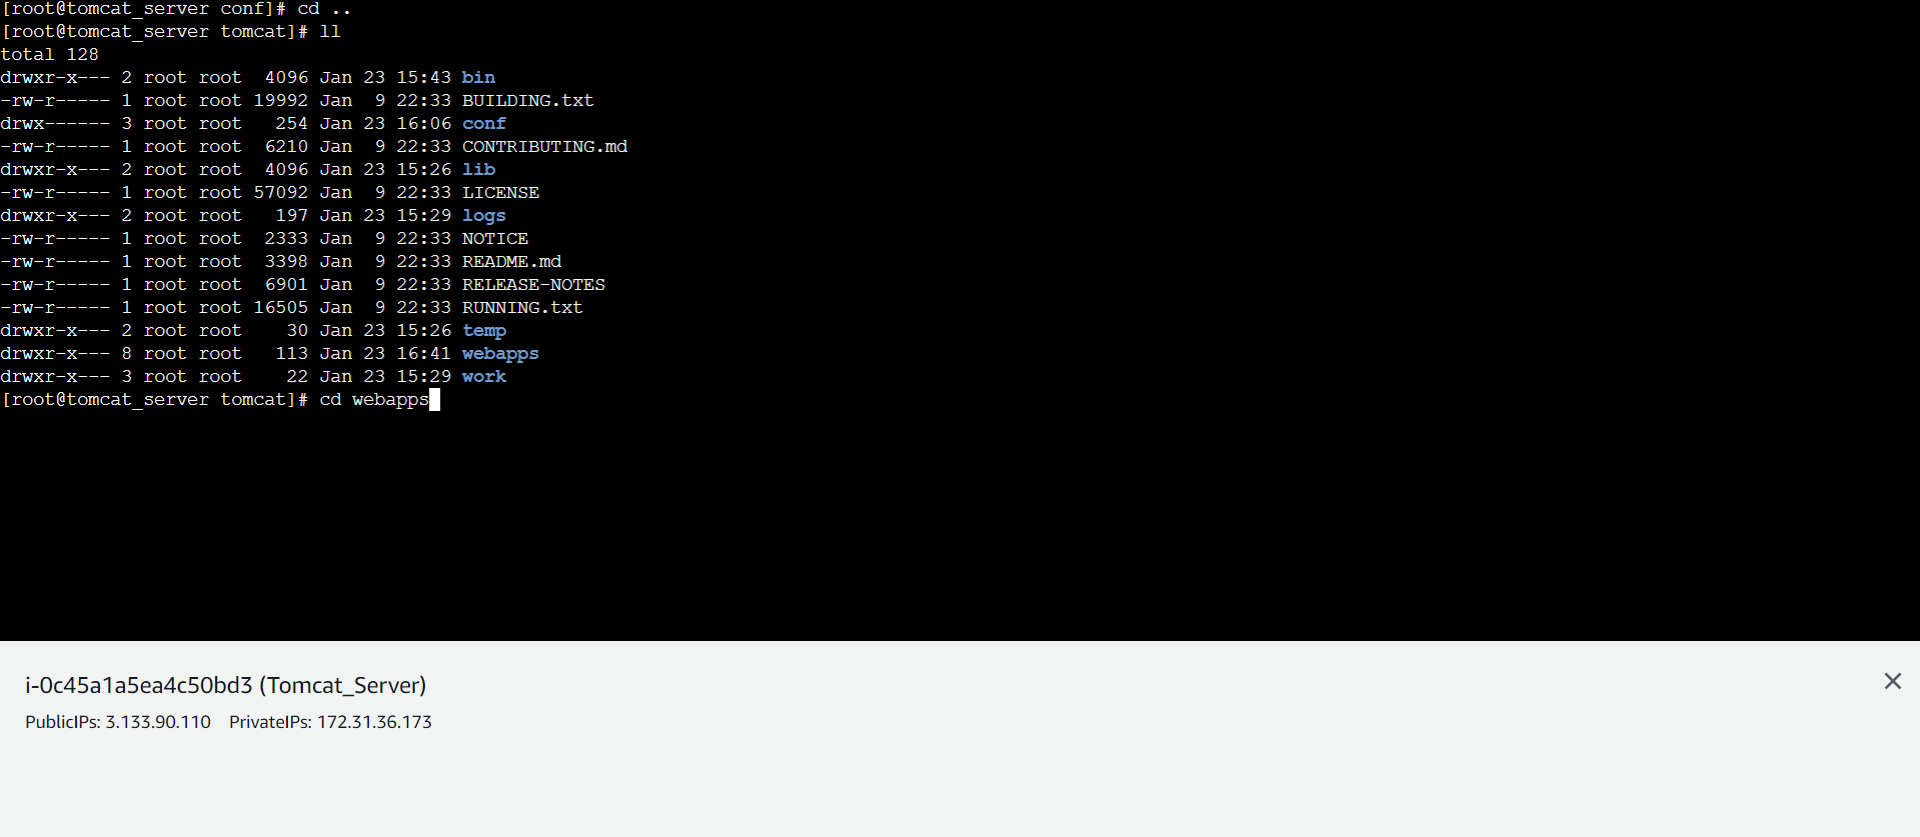 [root@tomcat_server conf]# cd ..
[root@tomcat_server tomcat]# ll
total 128
drwxr-x--- 2 root root  4096 Jan 23 15:43 bin
-rw-r----- 1 root root 19992 Jan  9 22:33 BUILDING.txt
drwx------ 3 root root   254 Jan 23 16:06 conf
-rw-r----- 1 root root  6210 Jan  9 22:33 CONTRIBUTING.md
drwxr-x--- 2 root root  4096 Jan 23 15:26 lib
-rw-r----- 1 root root 57092 Jan  9 22:33 LICENSE
drwxr-x--- 2 root root   197 Jan 23 15:29 logs
-rw-r----- 1 root root  2333 Jan  9 22:33 NOTICE
-rw-r----- 1 root root  3398 Jan  9 22:33 README.md
-rw-r----- 1 root root  6901 Jan  9 22:33 RELEASE-NOTES
-rw-r----- 1 root root 16505 Jan  9 22:33 RUNNING.txt
drwxr-x--- 2 root root    30 Jan 23 15:26 temp
drwxr-x--- 8 root root   113 Jan 23 16:41 webapps
drwxr-x--- 3 root root    22 Jan 23 15:29 work
[root@tomcat_server tomcat]# cd webapps
i-0c45a1a5ea4c50bd3 (Tomcat_Server)
PublicIPs: 3.133.90.110 PrivateIPs: 172.31.36.173